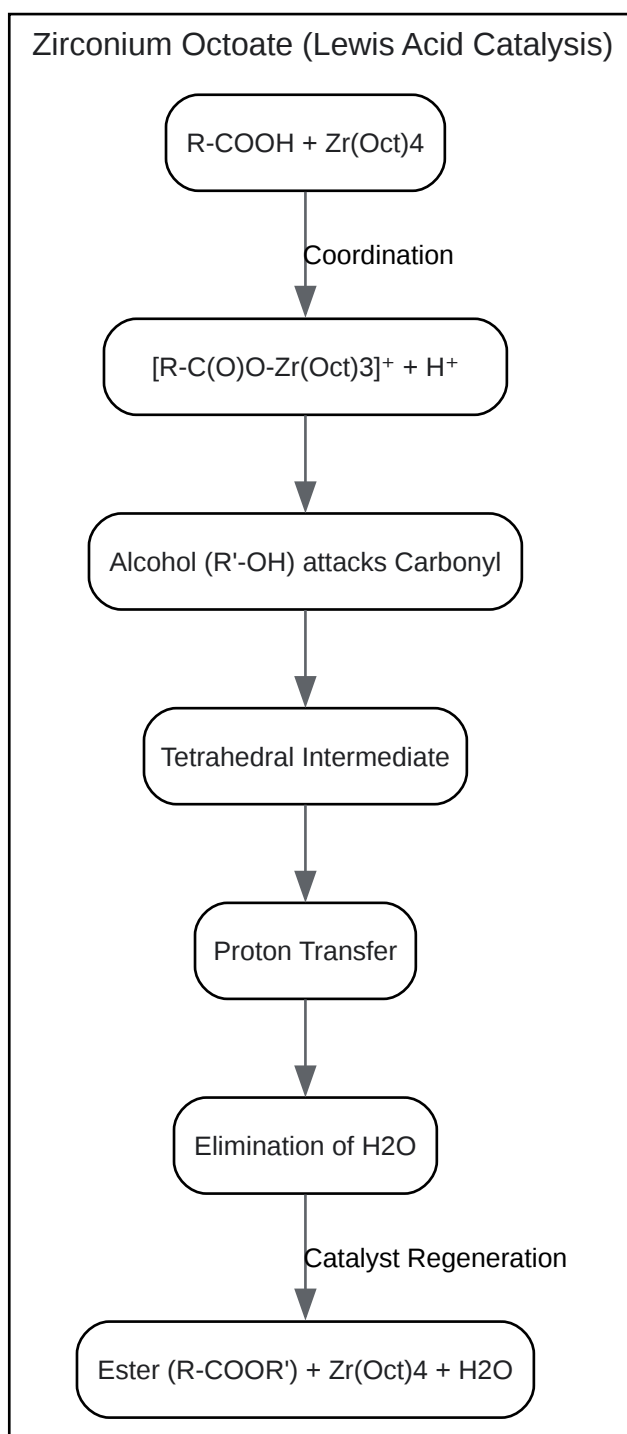 Zirconium Octoate (Lewis Acid Catalysis)
R-COOH + Zr(Oct)4
Coordination
[R-C(O)O-Zr(Oct)3]⁺ + H⁺
Alcohol (R'-OH) attacks Carbonyl
Tetrahedral Intermediate
Proton Transfer
Elimination of H2O
Catalyst Regeneration
Ester (R-COOR') + Zr(Oct)4 + H2O